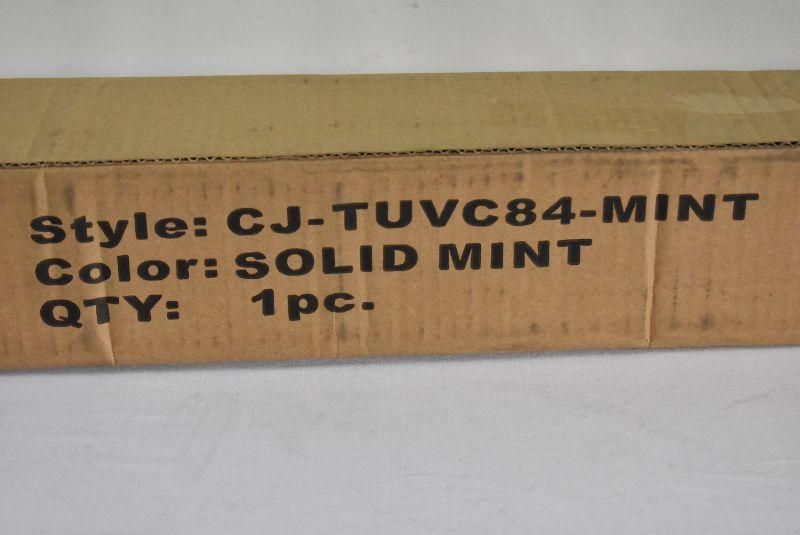 Style: CJ-TUVC84-MINT
Color: SOLID MINT
QTY: 1pc.